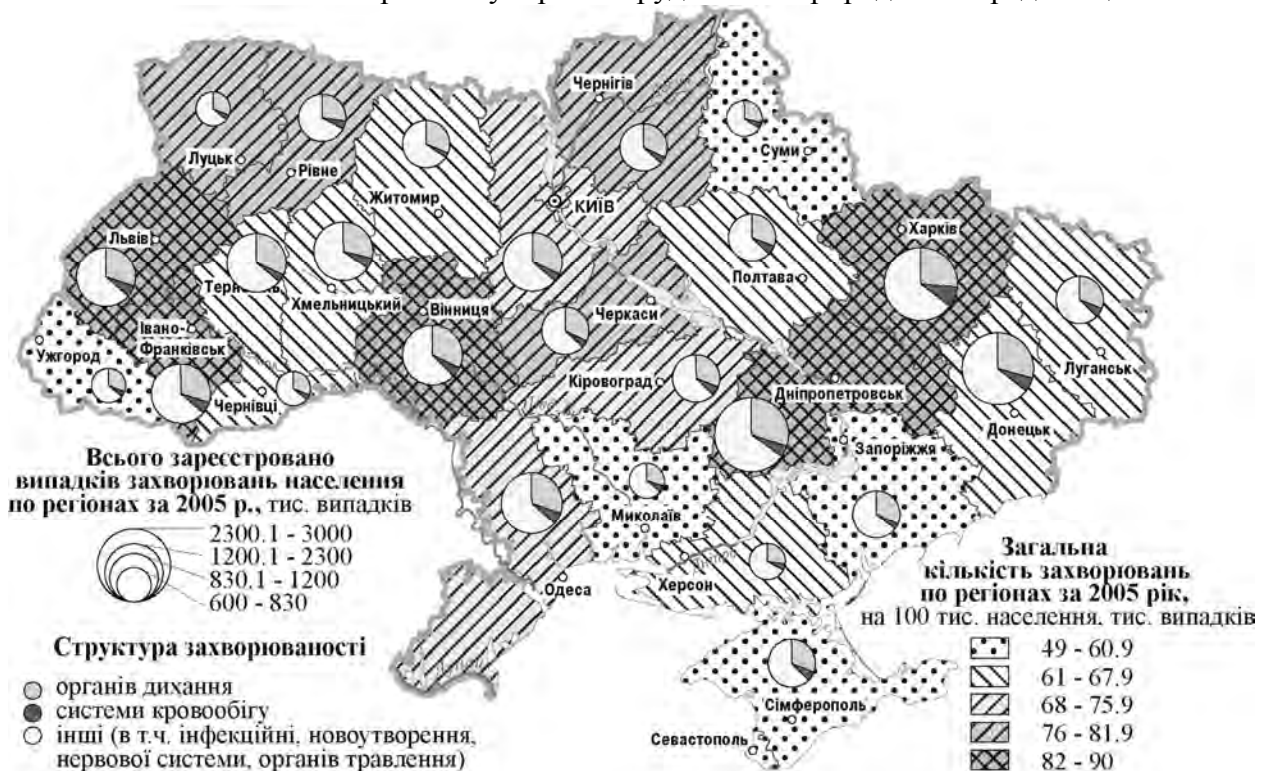 Чернігів
Суми
Луцьк
Рівне
Житомир
КИЇВ
Харків
Львів
Полтава
Хмельницький
Вінниця
Черкаси
Івано-
Франківськ
Ужгород
Луганськ
Кіровоград
Дніпропетровськ
Чернівці
Донецьк
Запоріжжя
Миколаїв
Херсон
Одеса
Сімферополь
Севастополь
Всього зареєстровано
випадків захворювань населення
по регіонах за 2005 р., тис. випадків
2300.1 - 3000
1200.1 - 2300
830.1 - 1200
600 - 830
Структура захворюваності
органів дихання
системи кровообігу
інші (в т.ч. інфекційні, новоутворення,
нервової системи, органів травлення)
Загальна
кількість захворювань
по регіонах за 2005 рік,
на 100 тис. населення, тис. випадків
49 - 60.9
61 - 67.9
68 - 75.9
76 - 81.9
82 - 90